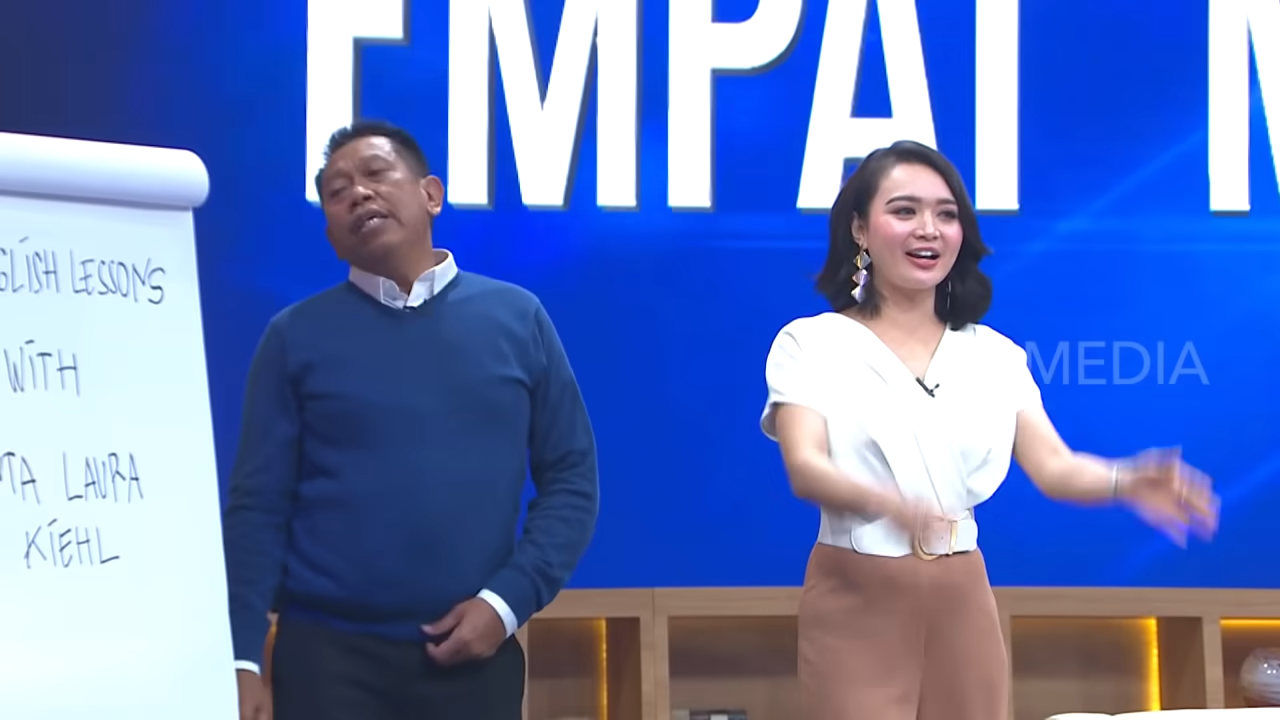 EMPAT M
GLISH LESSONS
WITH
TA LAURA
KIEHL
MEDIA